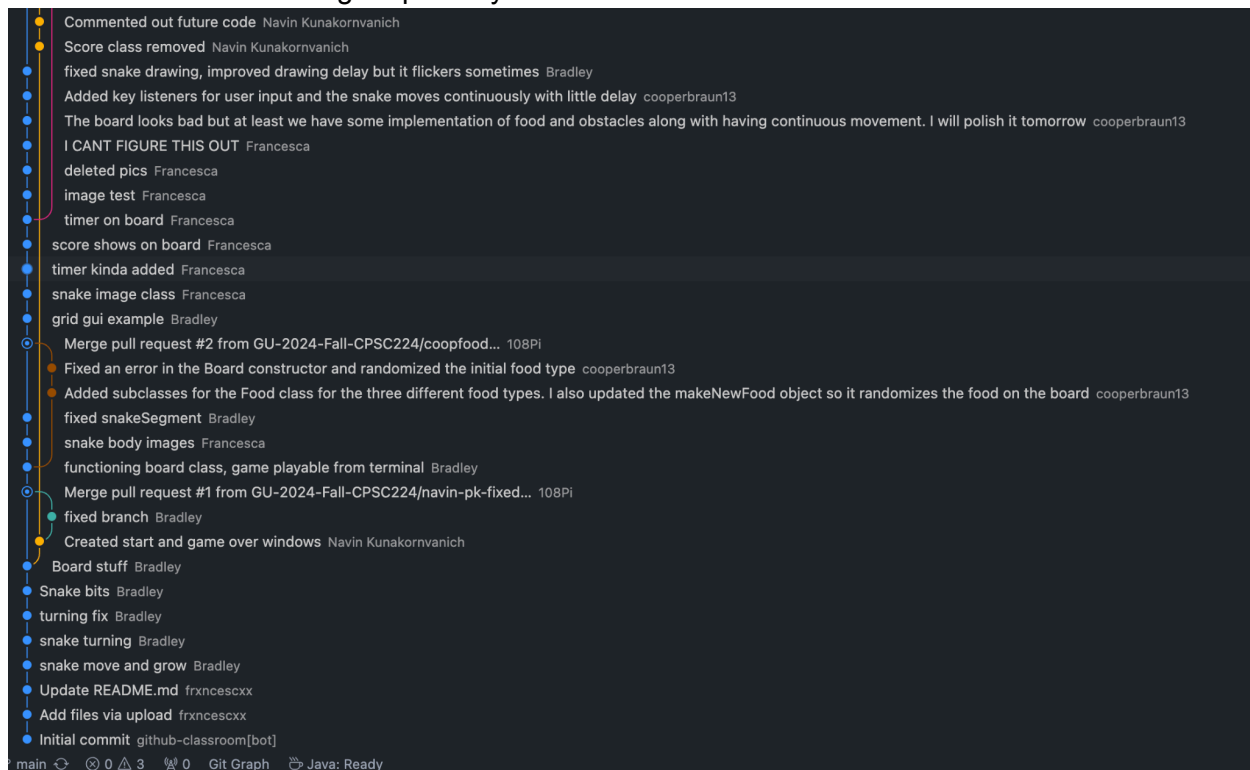 Commented out future code Navin Kunakornvanich
Score class removed Navin Kunakornvanich
fixed snake drawing, improved drawing delay but it flickers sometimes Bradley
Added key listeners for user input and the snake moves continuously with little delay cooperbraun13
The board looks bad but at least we have some implementation of food and obstacles along with having continuous movement. I will polish it tomorrow cooperbraun13
I CANT FIGURE THIS OUT Francesca
deleted pics Francesca
image test Francesca
timer on board Francesca
score shows on board Francesca
timer kinda added Francesca
snake image class Francesca
grid gui example Bradley
Merge pull request #2 from GU-2024-Fall-CPSC224/coopfood... 108Pi
Fixed an error in the Board constructor and randomized the initial food type cooperbraun13
Added subclasses for the Food class for the three different food types. I also updated the makeNewFood object so it randomizes the food on the board cooperbraun13
fixed snakeSegment Bradley
snake body images Francesca
functioning board class, game playable from terminal Bradley
Merge pull request #1 from GU-2024-Fall-CPSC224/navin-pk-fixed... 108Pi
fixed branch Bradley
Created start and game over windows Navin Kunakornvanich
Board stuff Bradley
Snake bits Bradley
turning fix Bradley
snake turning Bradley
snake move and grow Bradley
Update README.md frxncescxx
Add files via upload frxncescxx
Initial commit github-classroom[bot]
main 0 3 0 Git Graph Java: Ready